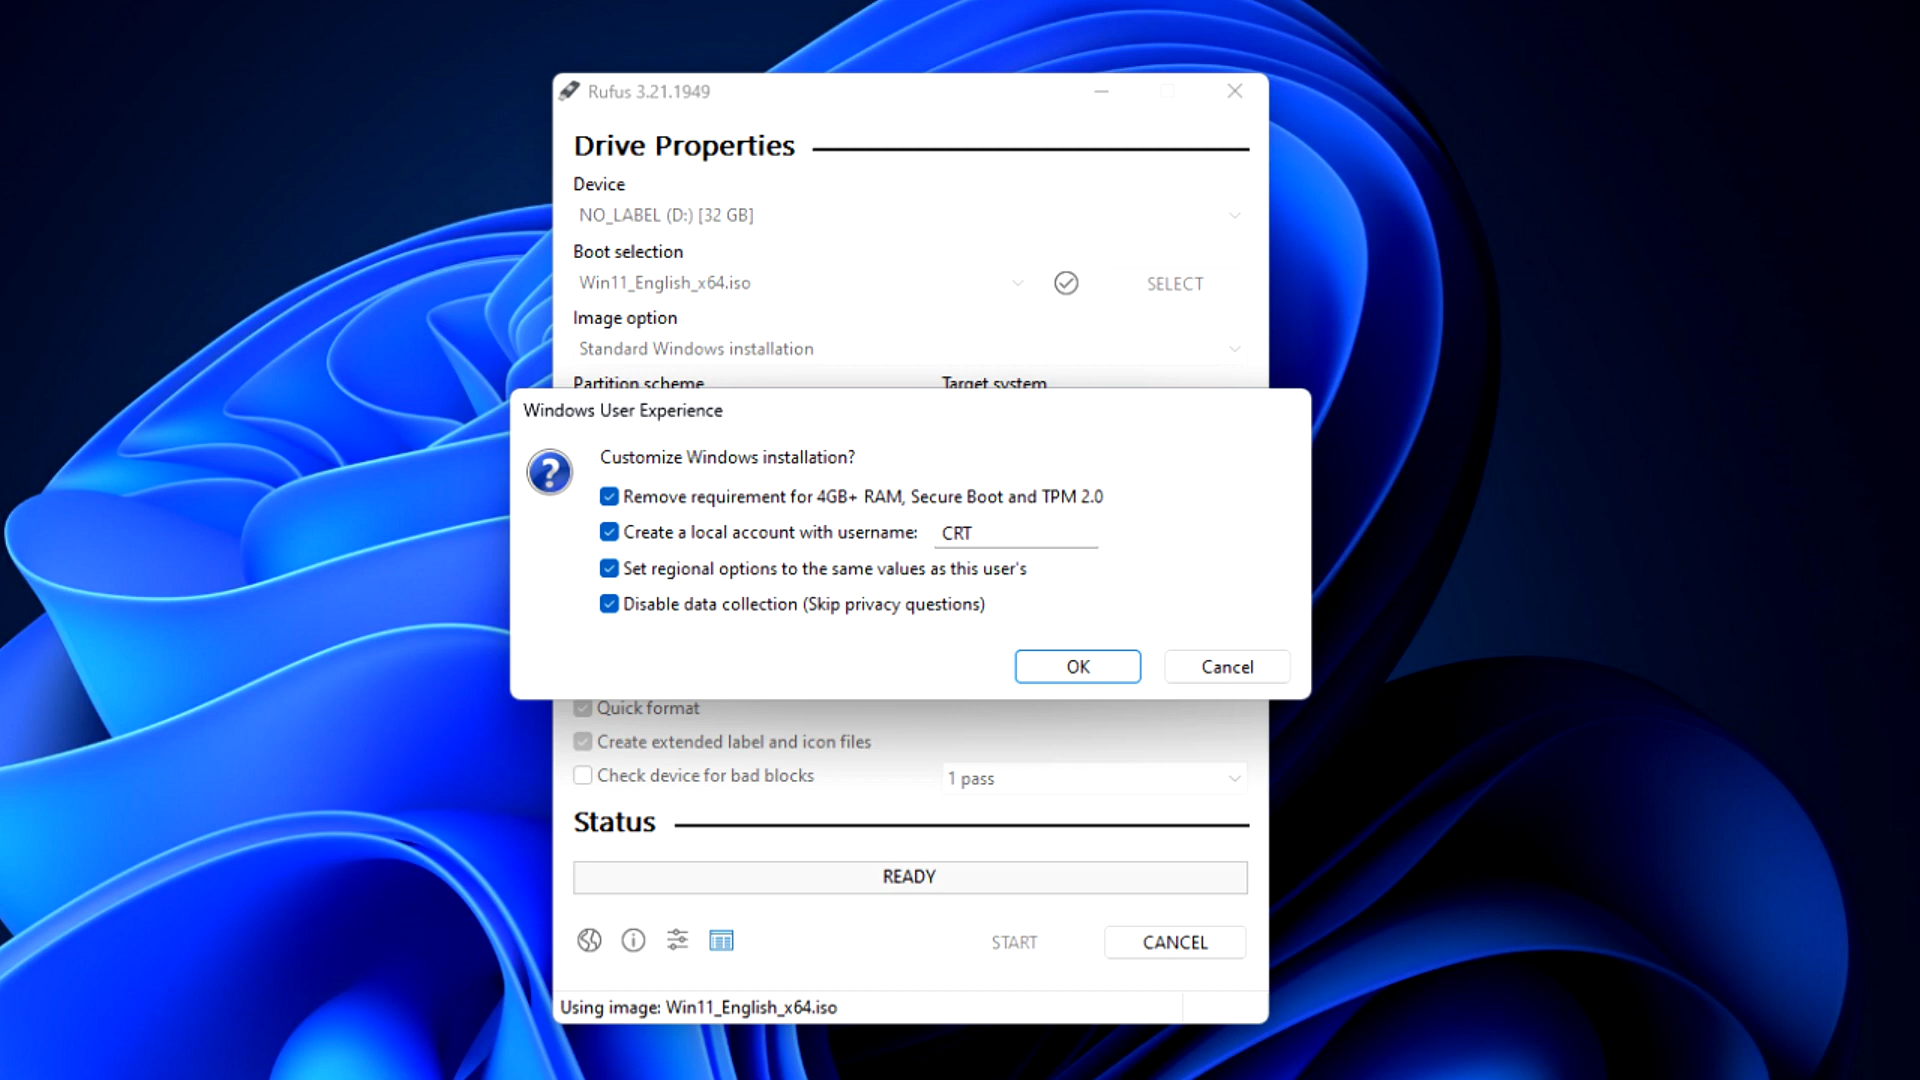 Rufus 3.21.1949
Drive Properties
Device
NO_LABEL (D:) [32 GB]
Boot selection
Win11_English_x64.iso
SELECT
Image option
Standard Windows installation
Partition scheme Target system
Windows User Experience
?
Customize Windows installation?
Remove requirement for 4GB+ RAM, Secure Boot and TPM 2.0
Create a local account with username: CRT
Set regional options to the same values as this user's
Disable data collection (Skip privacy questions)
OK Cancel
Quick format
Create extended label and icon files
Check device for bad blocks 1 pass
Status
READY
START CANCEL
Using image: Win11_English_x64.iso